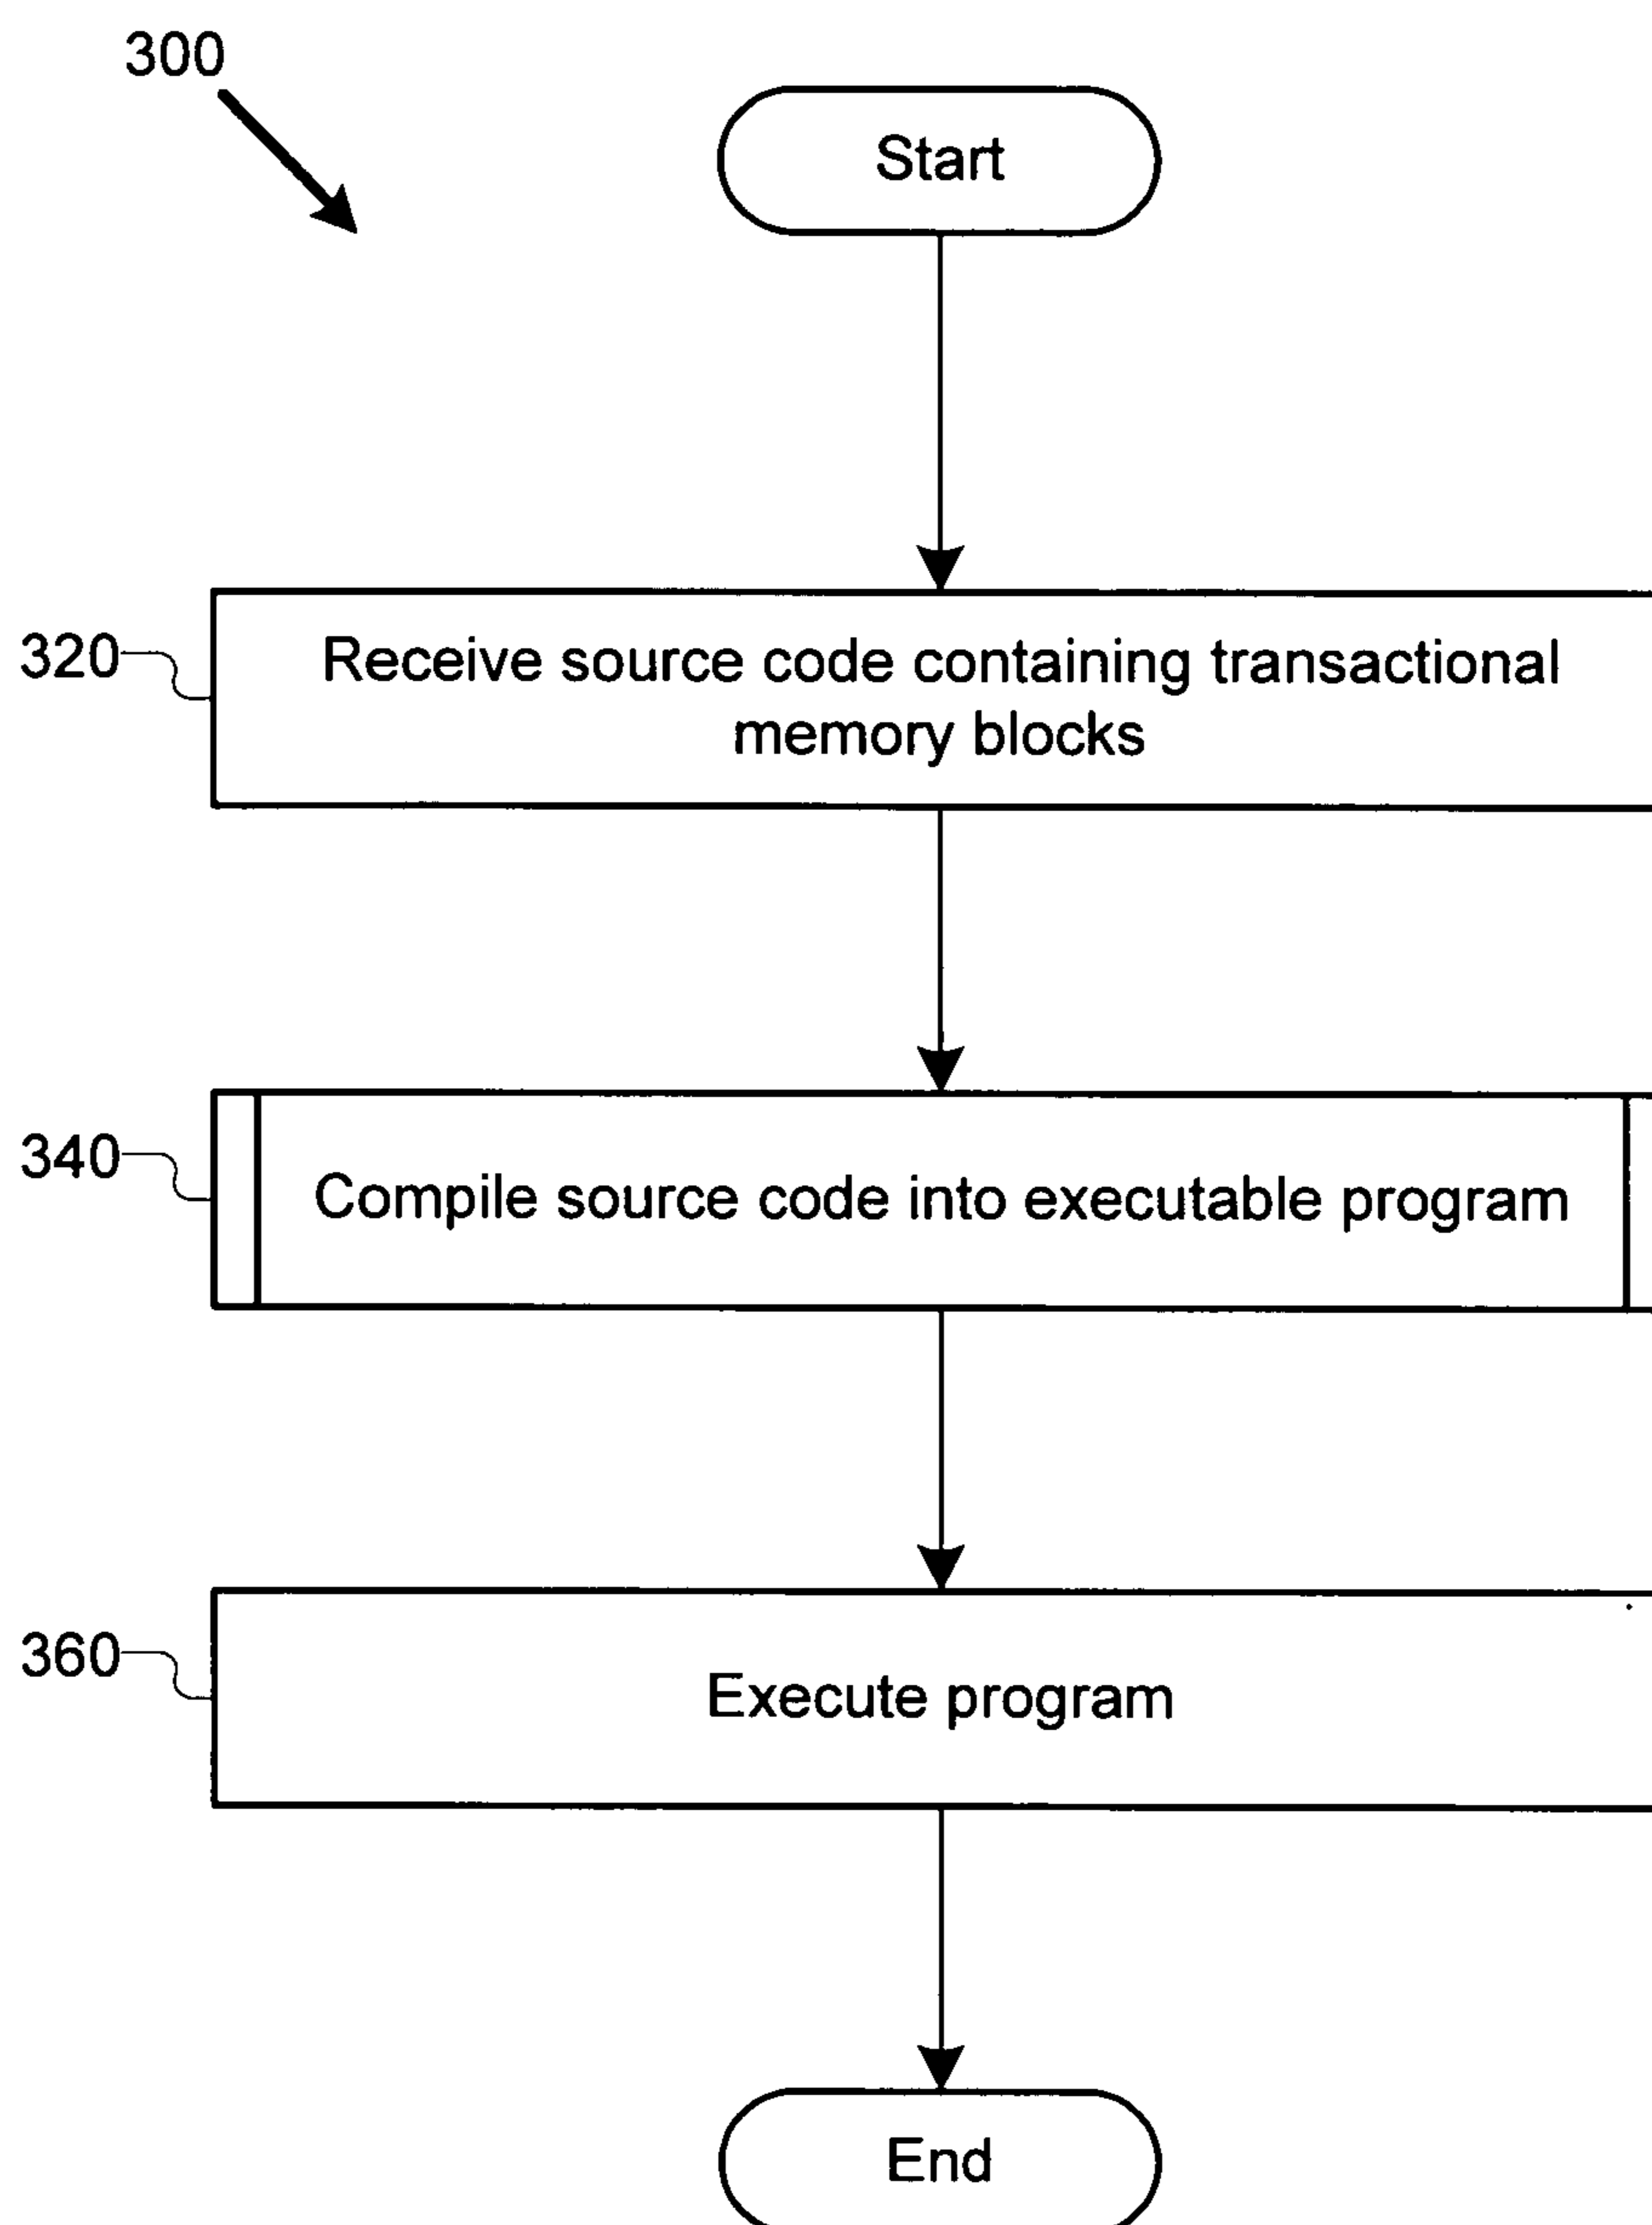 300
Start
320
Receive source code containing transactional
memory blocks
340
Compile source code into executable program
360
Execute program
End